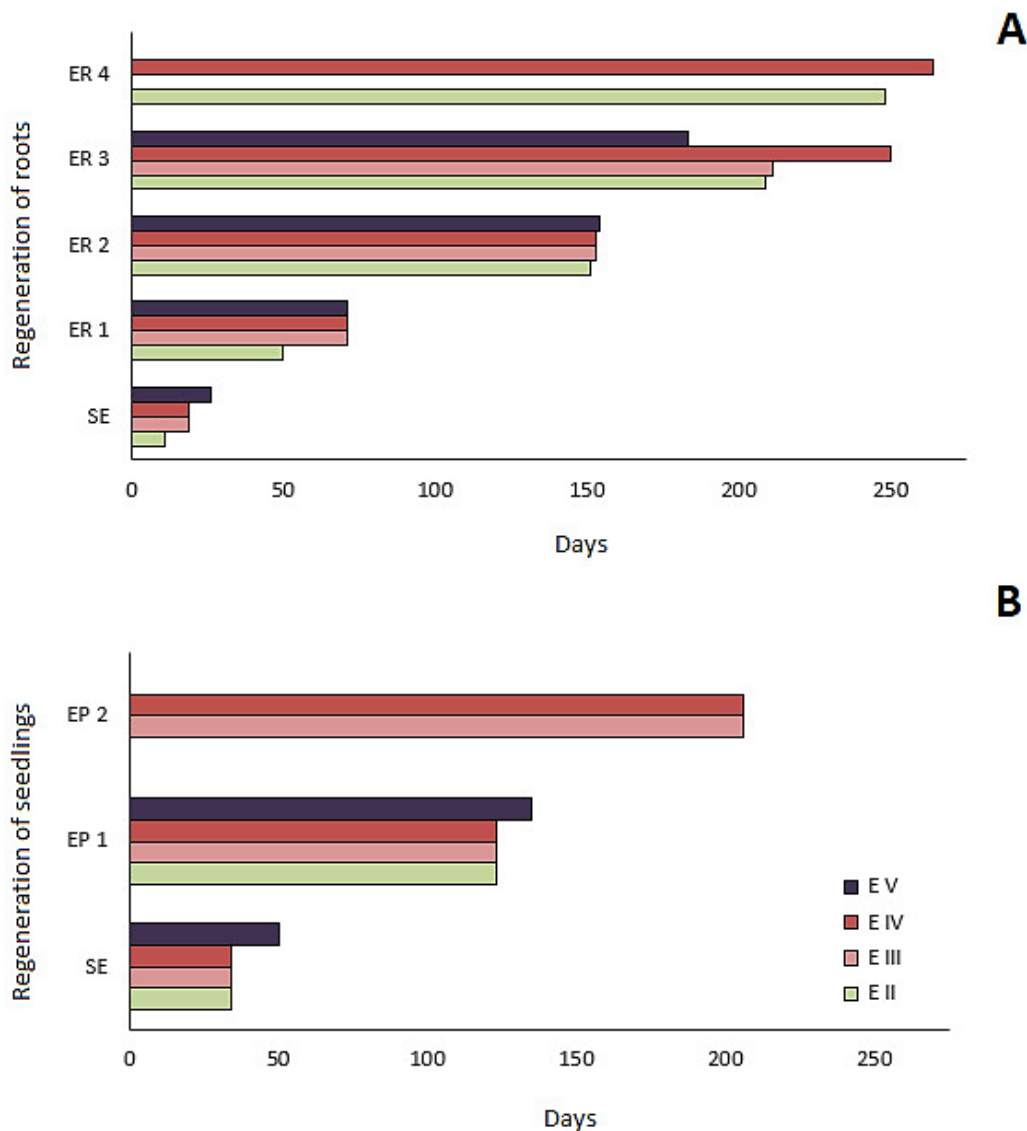 A
Regeneration of roots
ER 4
ER 3
ER 2
ER 1
SE
0 50 100 150 200 250
Days
B
Regeneration of seedlings
EP 2
EP 1
SE
E V
E IV
E III
E II
0 50 100 150 200 250
Days